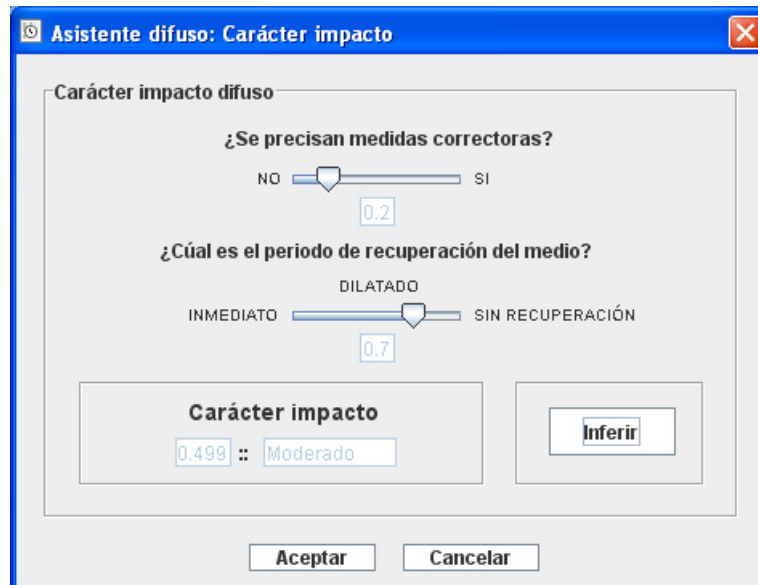 Asistente difuso: Carácter impacto
Carácter impacto difuso
¿Se precisan medidas correctoras?
NO SI
0.2
¿Cúal es el periodo de recuperación del medio?
DILATADO
INMEDIATO SIN RECUPERACIÓN
0.7
Carácter impacto
0.499 :: Moderado
Inferir
Aceptar Cancelar